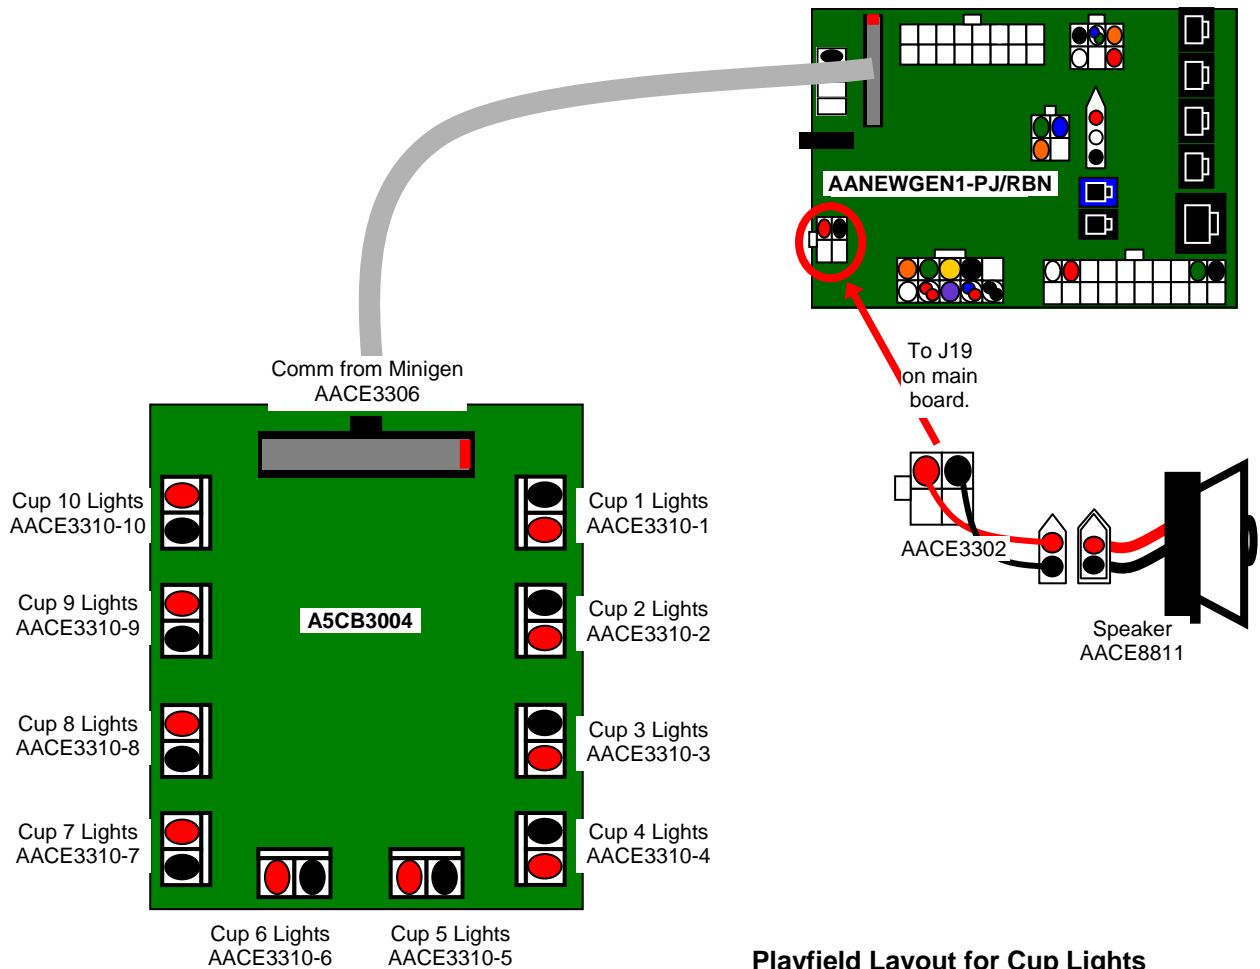 AANEWGEN1-PJ/RBN
To J19
on main
board.
Comm from Minigen
AACE3306
Cup 10 Lights
AACE3310-10
Cup 1 Lights
AACE3310-1
AACE3302
Cup 9 Lights
AACE3310-9
A5CB3004
Cup 2 Lights
AACE3310-2
Speaker
AACE8811
Cup 8 Lights
AACE3310-8
Cup 3 Lights
AACE3310-3
Cup 7 Lights
AACE3310-7
Cup 4 Lights
AACE3310-4
Cup 6 Lights
AACE3310-6
Cup 5 Lights
AACE3310-5
Playfield Layout for Cup Lights